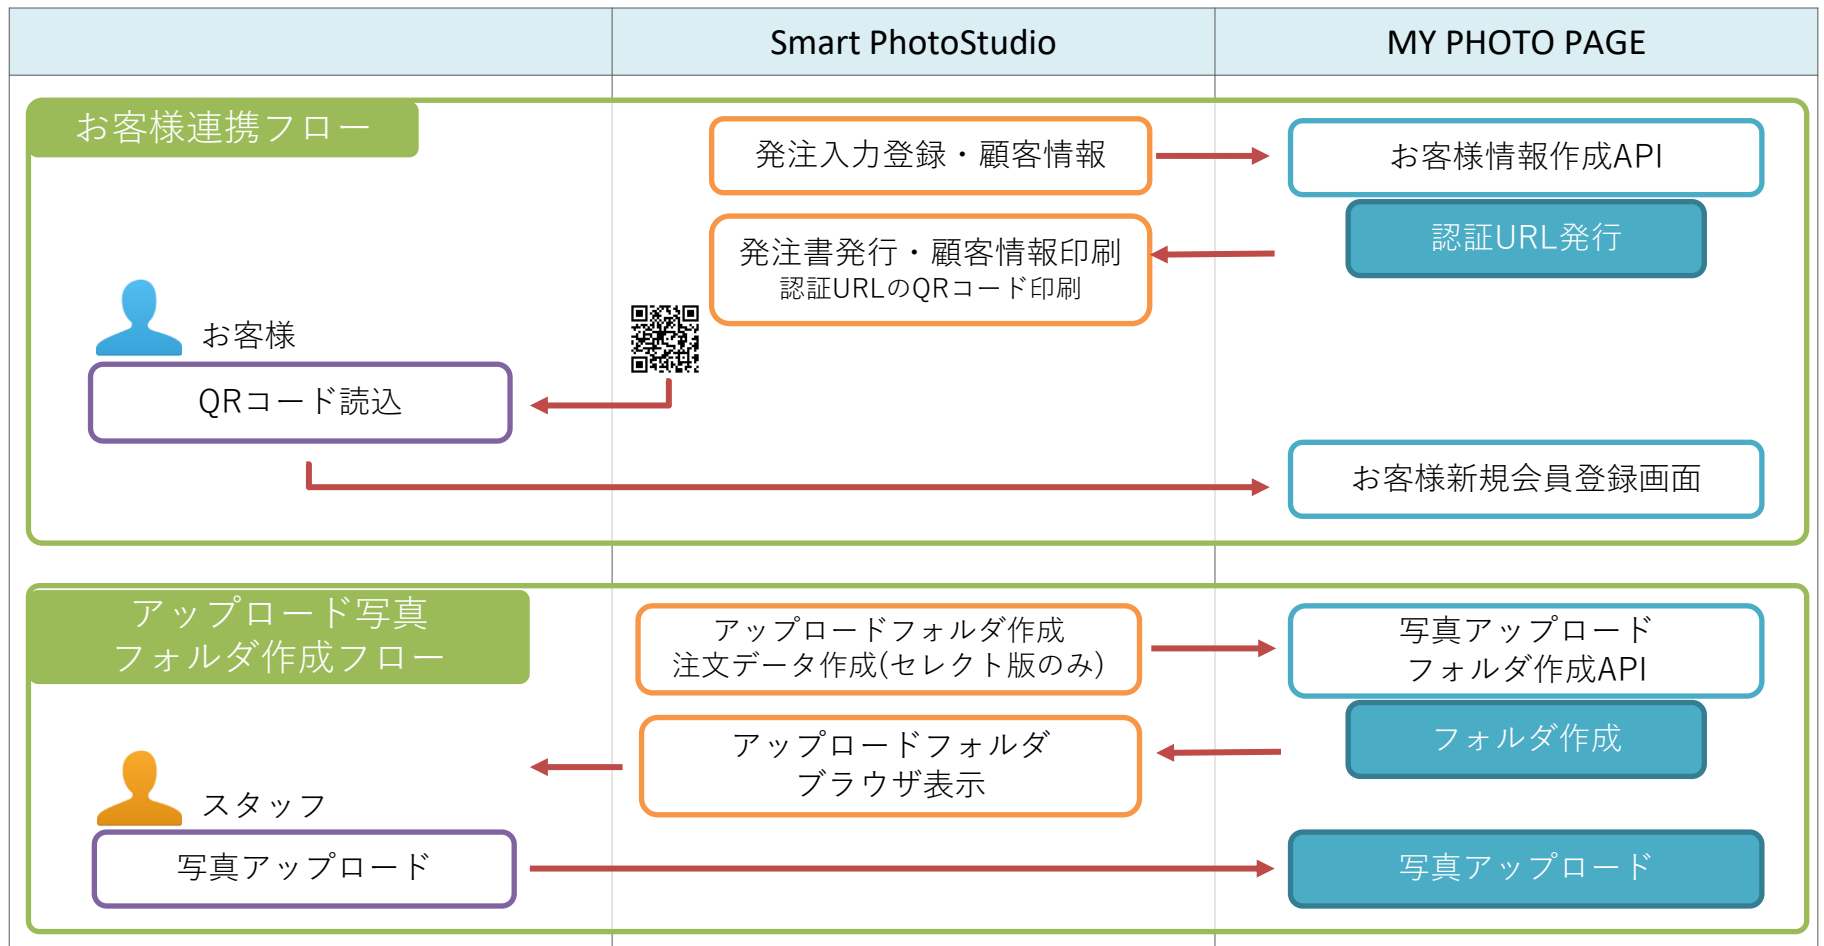 Smart PhotoStudio
MY PHOTO PAGE
お客様連携フロー
発注入力登録・顧客情報
お客様情報作成API
認証URL発行
発注書発行・顧客情報印刷
認証URLのQRコード印刷
お客様
QRコード読込
お客様新規会員登録画面
アップロード写真
フォルダ作成フロー
アップロードフォルダ作成
注文データ作成(セレクト版のみ)
写真アップロード
フォルダ作成API
フォルダ作成
アップロードフォルダ
ブラウザ表示
スタッフ
写真アップロード
写真アップロード